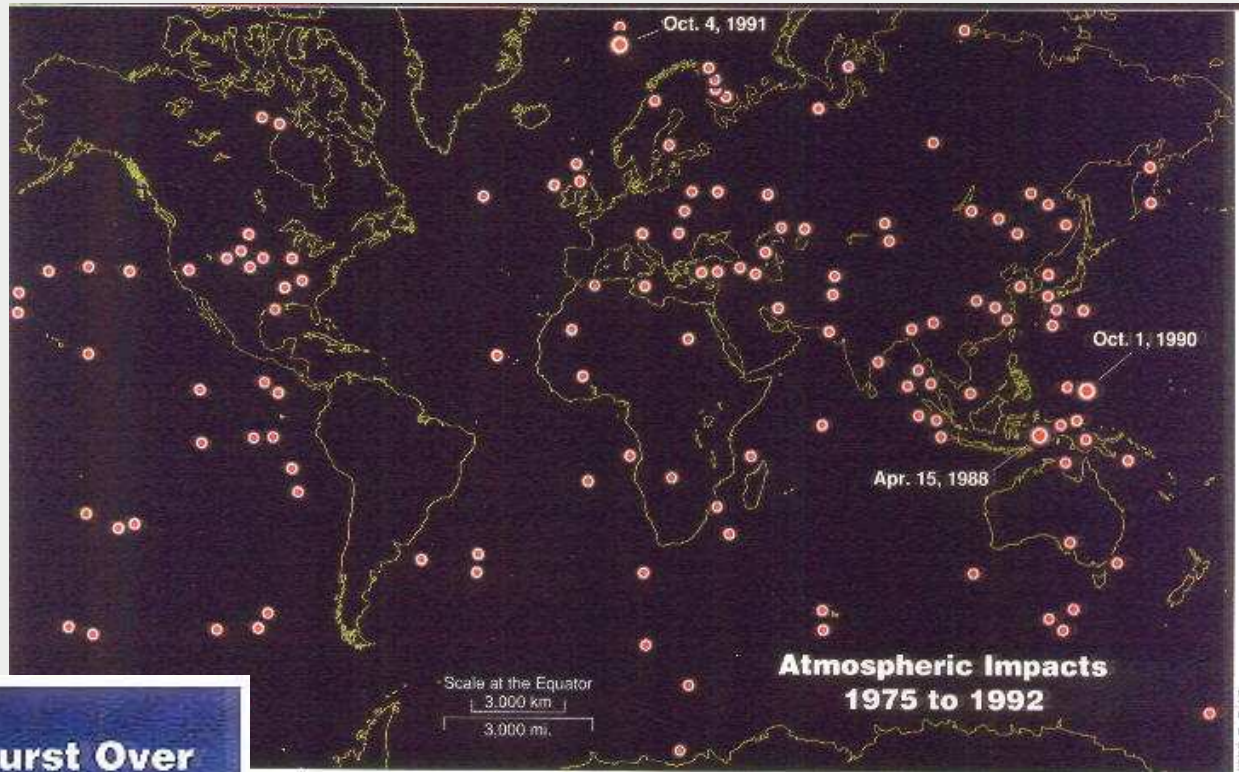 Oct. 4, 1991
Oct. 1, 1990
Apr. 15, 1988
Scale at the Equator
3.000 km
3,000 mi.
Atmospheric Impacts
1975 to 1992
urst Over